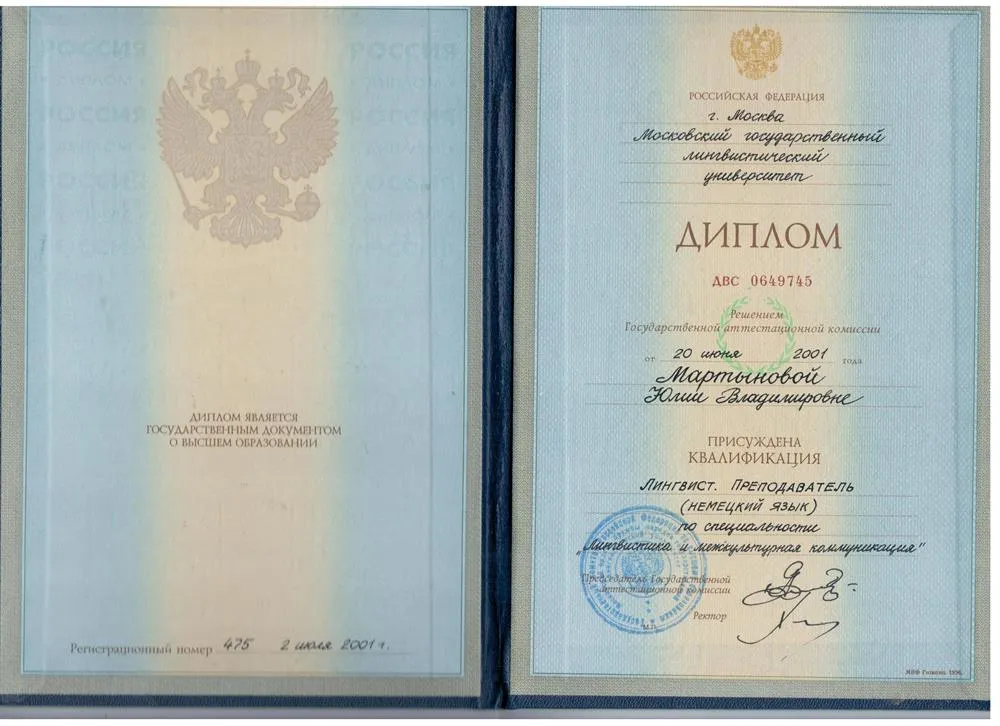 ДИПЛОМ ЯВЛЯЕТСЯ
ГОСУДАРСТВЕННЫМ ДОКУМЕНТОМ
О ВЫСШЕМ ОБРАЗОВАНИИ
Регистрационный номер 475 2 июля 2001 г.
РОССИЙСКАЯ ФЕДЕРАЦИЯ
г. Москва
Московский государственный
лингвистический
университет
ДИПЛОМ
ДВС 0649745
Решением
Государственной аттестационной комиссии
от 20 июня 2001 года
Мартыновой
Юлии Владимировне
ПРИСУЖДЕНА
КВАЛИФИКАЦИЯ
Лингвист. Преподаватель
(немецкий язык)
по специальности
„Лингвистика и межкультурная коммуникация"
Председатель Государственной
аттестационной комиссии
Ректор
М.П.